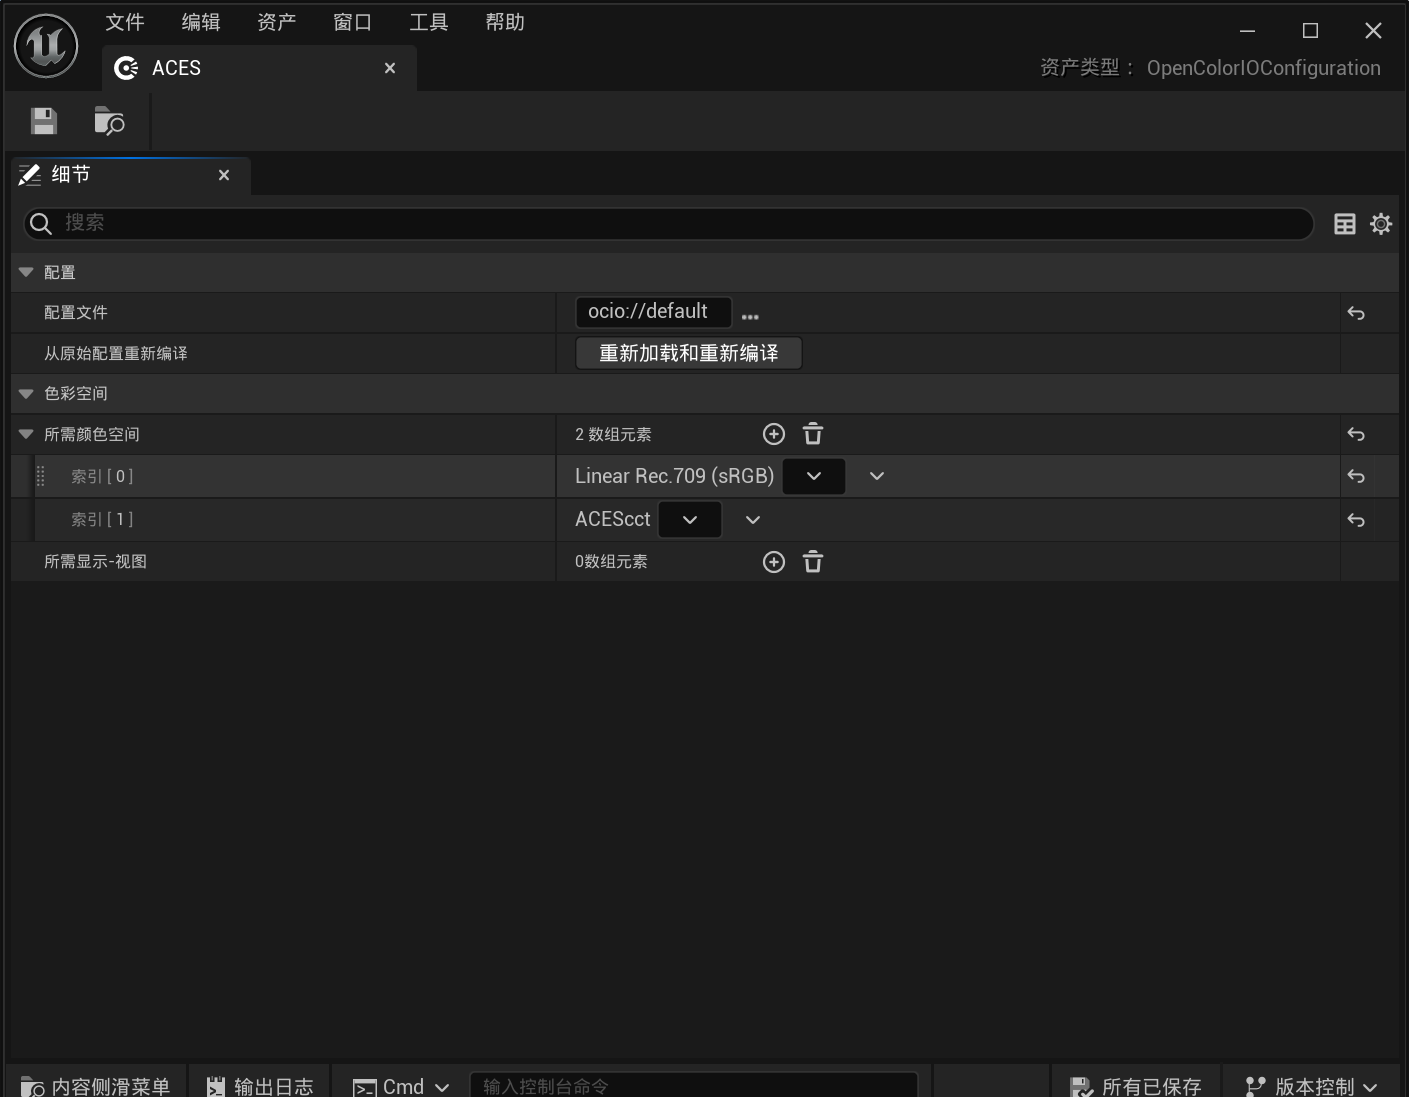 文件 编辑 资产 窗口 工具 帮助
ACES
资产类型： OpenColorIOConfiguration
细节
搜索
配置
配置文件 ocio://default ...
从原始配置重新编译 重新加载和重新编译
色彩空间
所需颜色空间 2 数组元素
索引 [ 0 ] Linear Rec.709 (sRGB)
索引 [ 1 ] ACEScct
所需显示-视图 0数组元素
内容侧滑菜单 输出日志 Cmd 输入控制台命令 所有已保存 版本控制